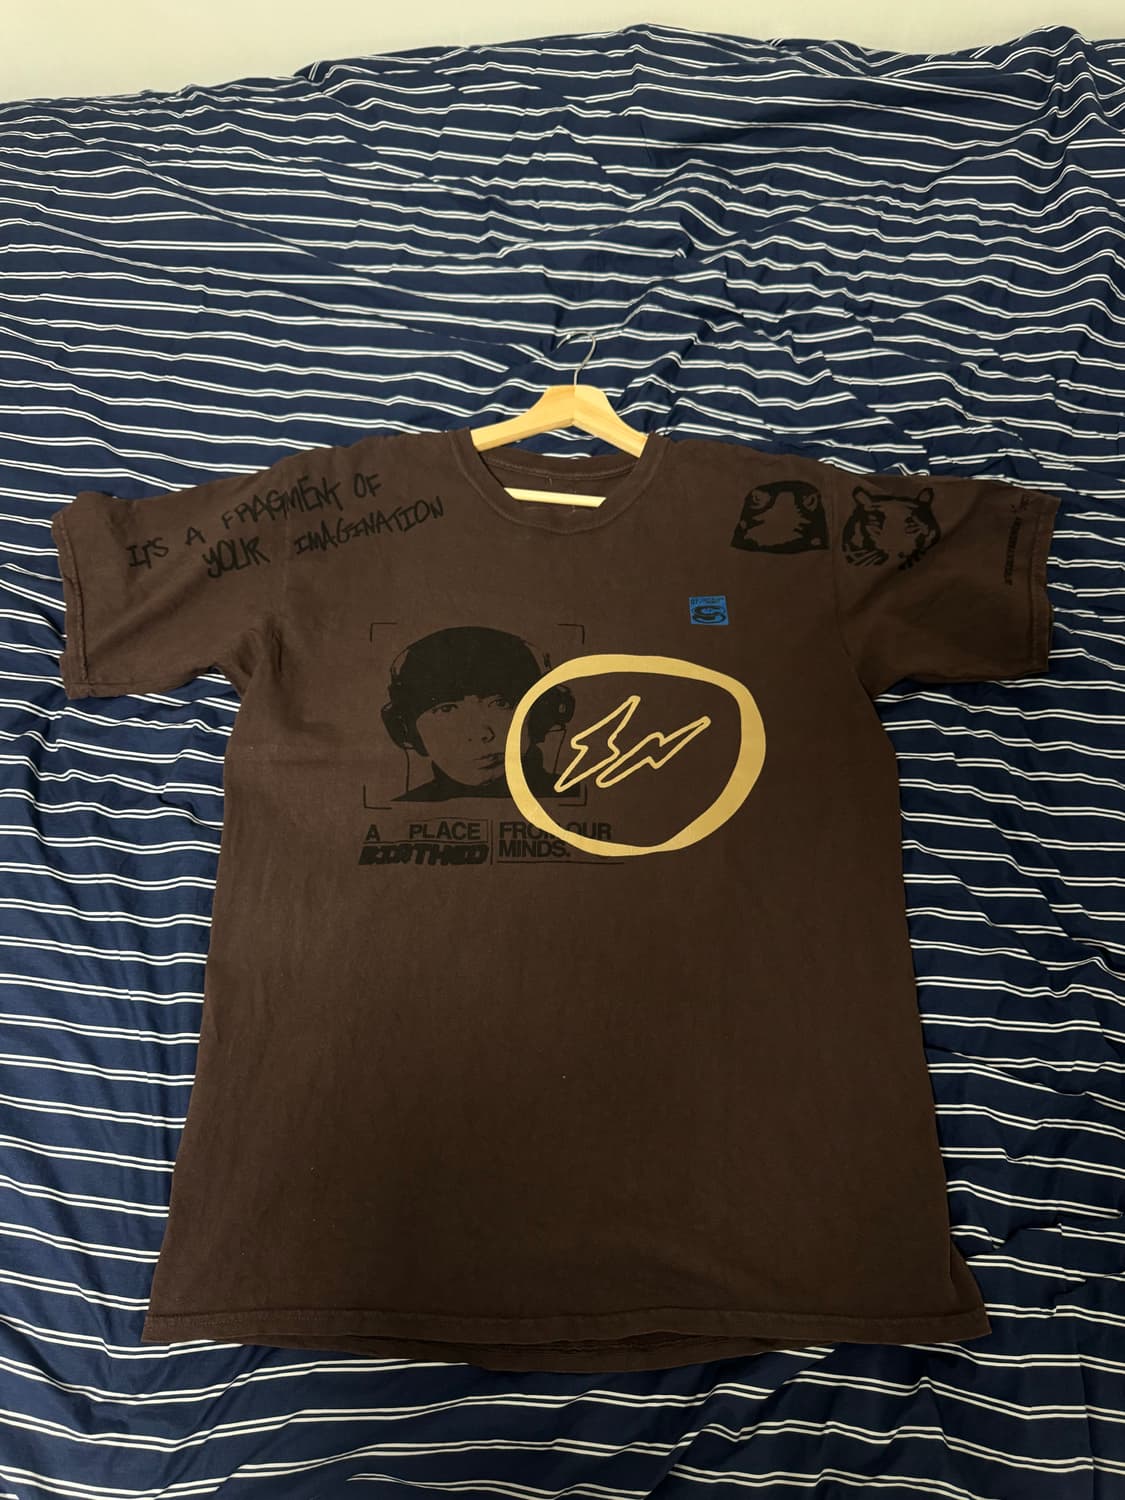 IT'S A FRAGMENT OF
YOUR IMAGINATION
A PLACE
BIRTHED
FROM OUR
MINDS.